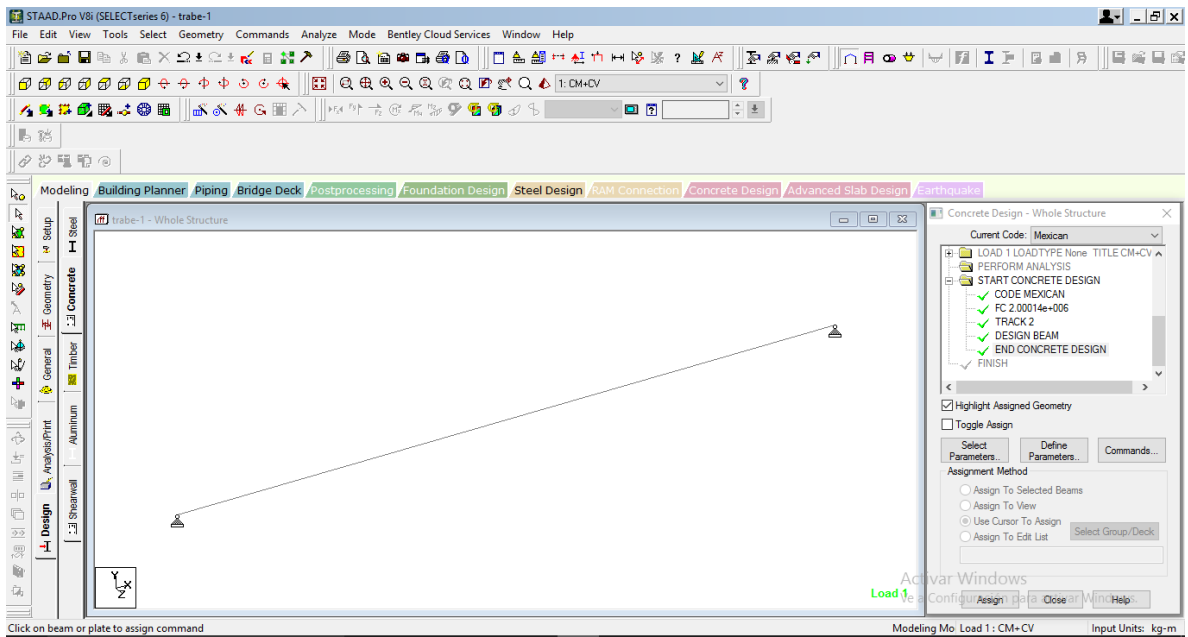 STAAD.Pro V8i (SELECTseries 6) - trabe-1
File Edit View Tools Select Geometry Commands Analyze Mode Bentley Cloud Services Window Help
1: CM+CV
Modeling Building Planner Piping Bridge Deck Postprocessing Foundation Design Steel Design RAM Connection Concrete Design Advanced Slab Design Earthquake
Setup
Geometry
General
Analysis/Print
Design
Steel
Concrete
Timber
Aluminum
Shearwall
trabe-1 - Whole Structure
Y
X
Z
Load 1
Concrete Design - Whole Structure
Current Code: Mexican
LOAD 1 LOADTYPE None TITLE CM+CV
PERFORM ANALYSIS
START CONCRETE DESIGN
CODE MEXICAN
FC 2.00014e+006
TRACK 2
DESIGN BEAM
END CONCRETE DESIGN
FINISH
Highlight Assigned Geometry
Toggle Assign
Select Parameters..
Define Parameters..
Commands...
Assignment Method
Assign To Selected Beams
Assign To View
Use Cursor To Assign
Assign To Edit List
Select Group/Deck
Activar Windows
Ve a Configuración para activar Windows.
Assign Close Help
Click on beam or plate to assign command
Modeling Mo Load 1 : CM+CV Input Units: kg-m